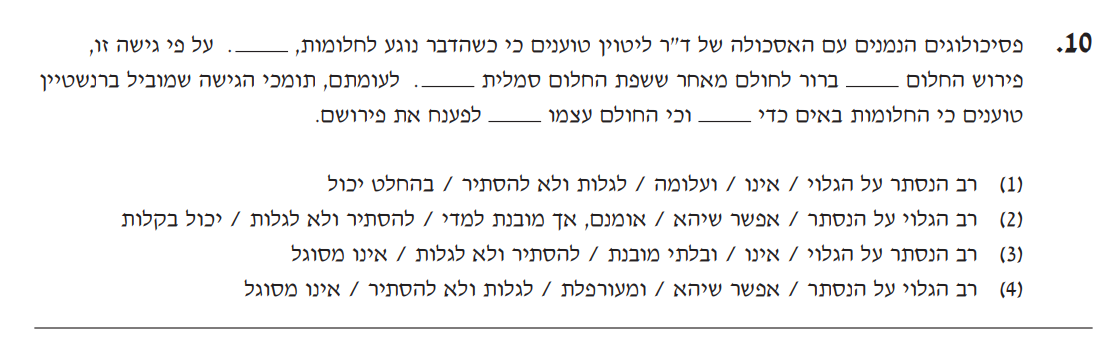 10. פסיכולוגים הנמנים עם האסכולה של ד"ר ליטוין טוענים כי כשהדבר נוגע לחלומות, _____. על פי גישה זו,
פירוש החלום _____ ברור לחולם מאחר ששפת החלום סמלית _____. לעומתם, תומכי הגישה שמוביל ברנשטיין
טוענים כי החלומות באים כדי _____ וכי החולם עצמו _____ לפענח את פירושם.
(1) רב הנסתר על הגלוי / אינו / ועלומה / לגלות ולא להסתיר / בהחלט יכול
(2) רב הגלוי על הנסתר / אפשר שיהא / אומנם, אך מובנת למדי / להסתיר ולא לגלות / יכול בקלות
(3) רב הנסתר על הגלוי / אינו / ובלתי מובנת / להסתיר ולא לגלות / אינו מסוגל
(4) רב הגלוי על הנסתר / אפשר שיהא / ומעורפלת / לגלות ולא להסתיר / אינו מסוגל